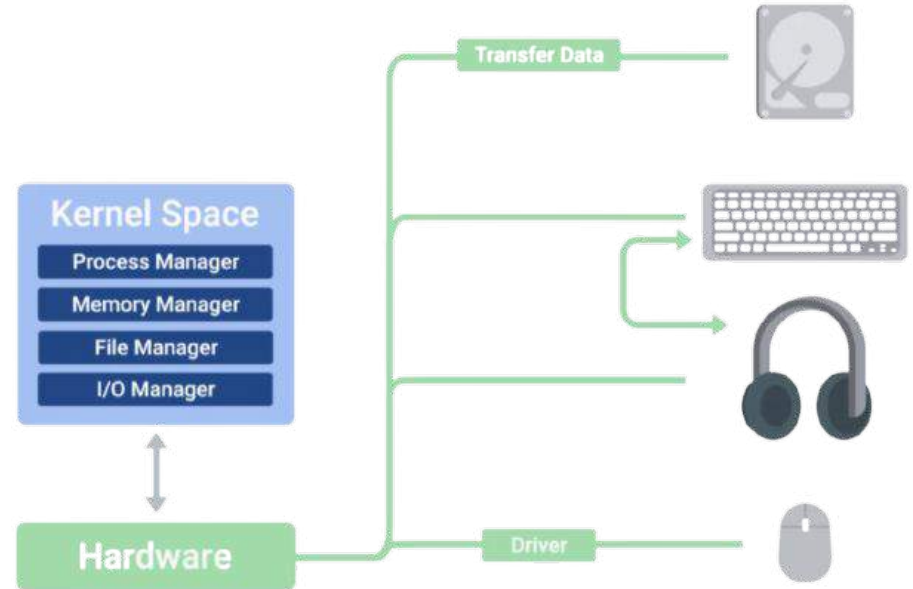 Transfer Data
Kernel Space
Process Manager
Memory Manager
File Manager
I/O Manager
Hardware
Driver